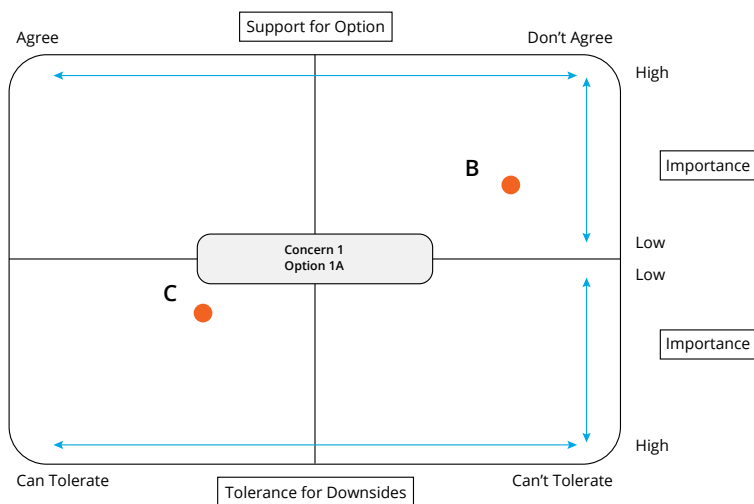 Support for Option
Agree
Don't Agree
High
B
Importance
Low
Concern 1
Option 1A
Low
C
Importance
High
Can Tolerate
Can't Tolerate
Tolerance for Downsides